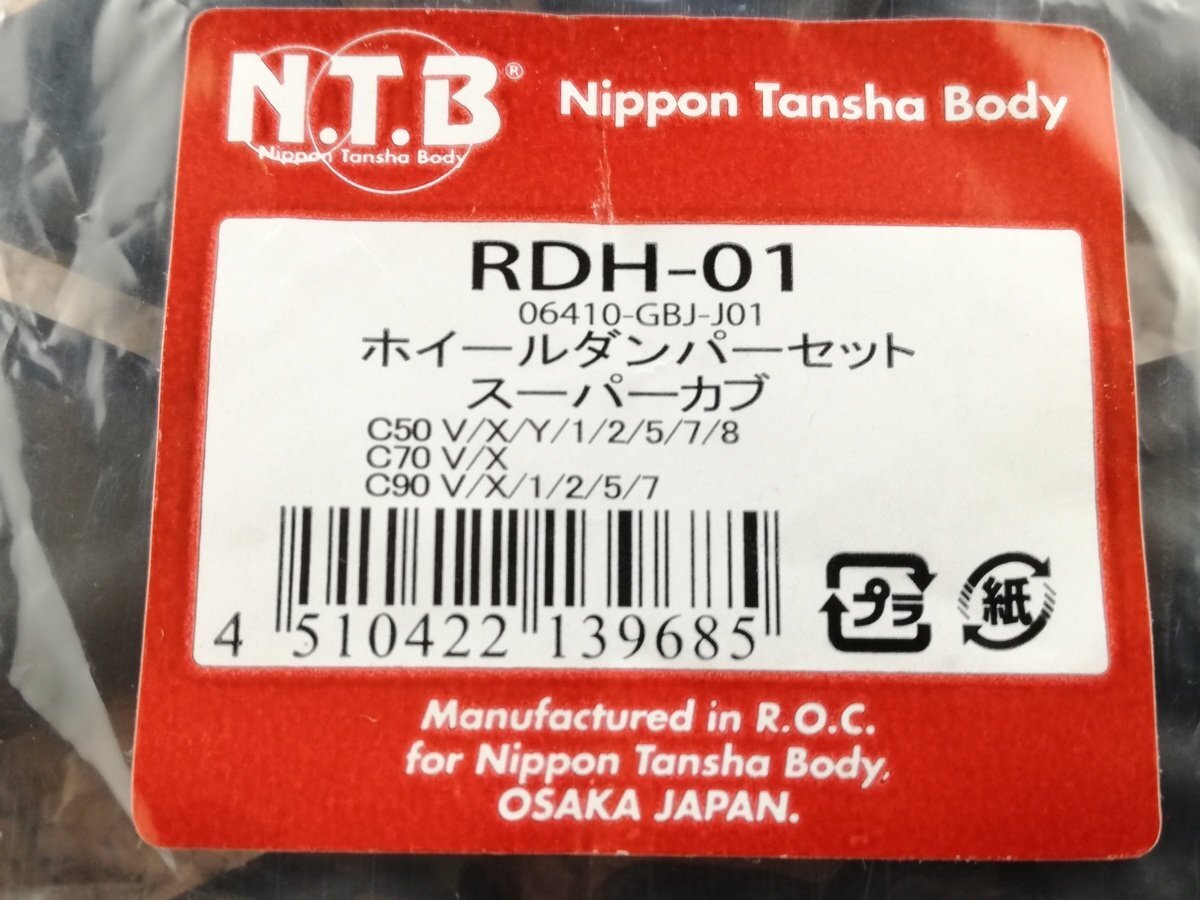 N.T.B®
Nippon Tansha Body
Nippon Tansha Body
RDH-01
06410-GBJ-J01
ホイールダンパーセット
スーパーカブ
C50 V/X/Y/1/2/5/7/8
C70 V/X
C90 V/X/1/2/5/7
4 510422 139685
プラ
紙
Manufactured in R.O.C.
for Nippon Tansha Body,
OSAKA JAPAN.